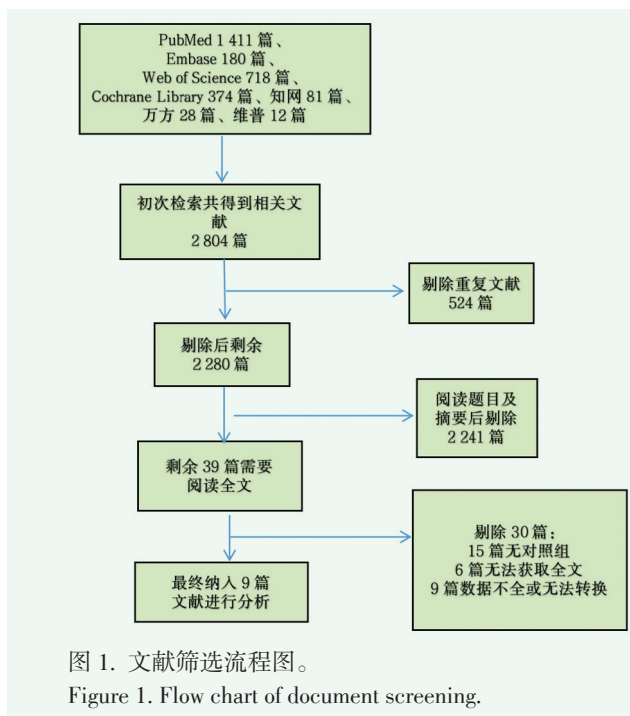 PubMed 1 411 篇、
Embase 180 篇、
Web of Science 718 篇、
Cochrane Library 374 篇、知网 81 篇、
万方 28 篇、维普 12 篇
初次检索共得到相关文
献
2 804 篇
剔除重复文献
524 篇
剔除后剩余
2 280 篇
阅读题目及
摘要后剔除
2 241 篇
剩余 39 篇需要
阅读全文
剔除 30 篇：
15 篇无对照组
6 篇无法获取全文
9 篇数据不全或无法转换
最终纳入 9 篇
文献进行分析
图 1. 文献筛选流程图。
Figure 1. Flow chart of document screening.